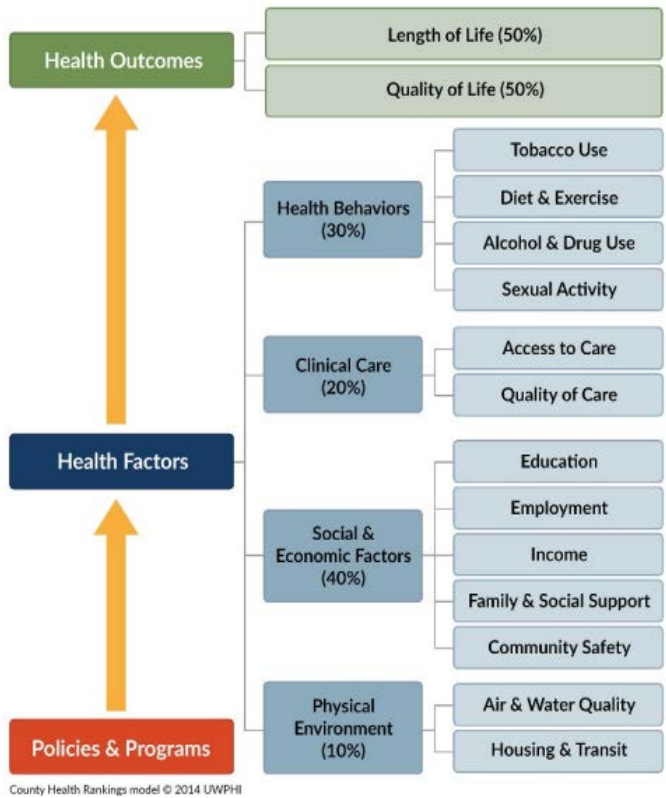 Health Outcomes
Length of Life (50%)
Quality of Life (50%)
Health Factors
Health Behaviors
(30%)
Tobacco Use
Diet & Exercise
Alcohol & Drug Use
Sexual Activity
Clinical Care
(20%)
Access to Care
Quality of Care
Social &
Economic Factors
(40%)
Education
Employment
Income
Family & Social Support
Community Safety
Physical
Environment
(10%)
Air & Water Quality
Housing & Transit
Policies & Programs
County Health Rankings model © 2014 UWPHI